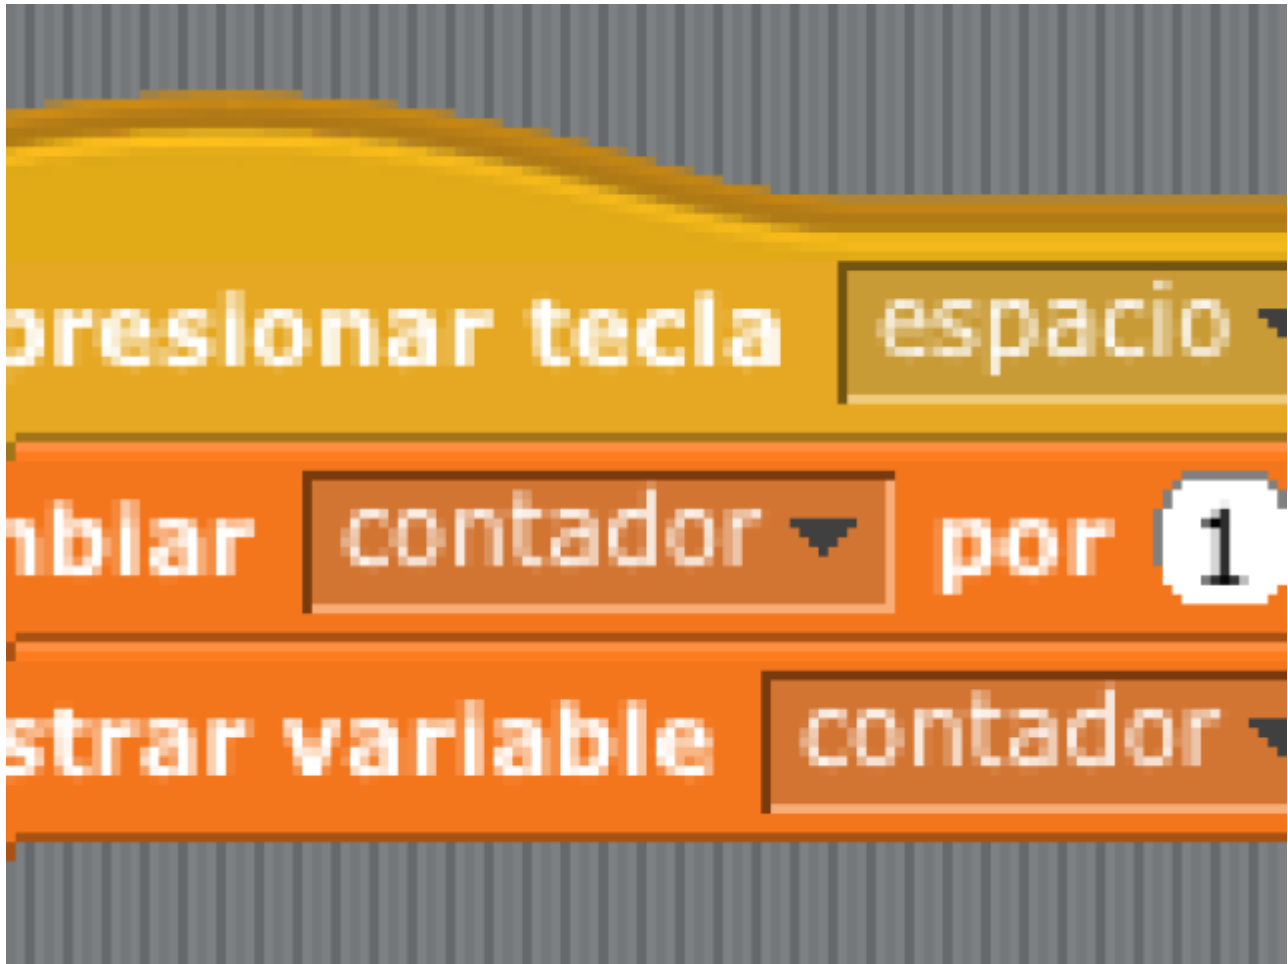 presionar tecla espacio
mbiar contador por 1
strar variable contador